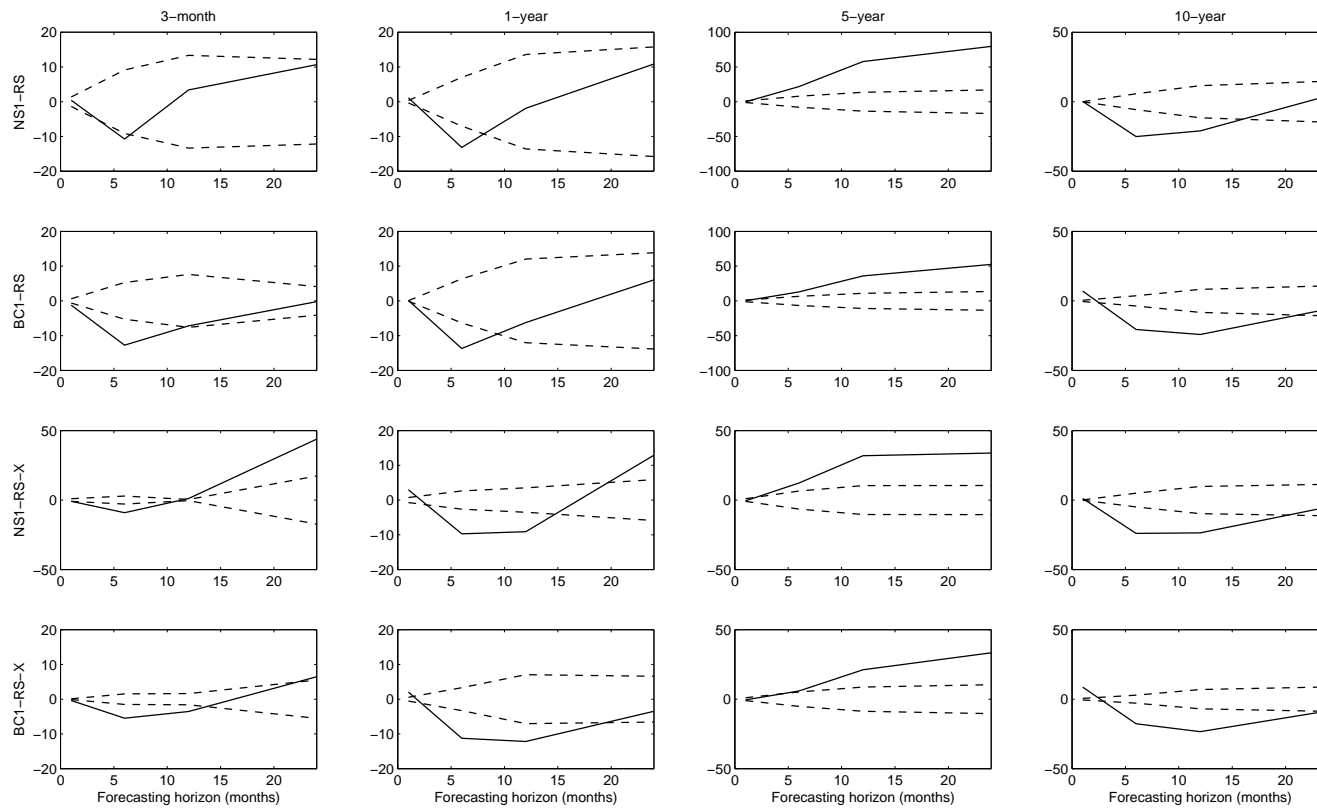 3−month 1−year 5−year 10−year
NS1−RS
20 20 100 50
10 10 50
0 0 0 0
−10 −10 −50
−20 −20 −100 −50
0 5 10 15 20 0 5 10 15 20 0 5 10 15 20 0 5 10 15 20
BC1−RS
20 20 100 50
10 10 50
0 0 0 0
−10 −10 −50
−20 −20 −100 −50
0 5 10 15 20 0 5 10 15 20 0 5 10 15 20 0 5 10 15 20
NS1−RS−X
50 20 50 50
10
0 0 0 0
−10
−50 −20 −50 −50
0 5 10 15 20 0 5 10 15 20 0 5 10 15 20 0 5 10 15 20
BC1−RS−X
20 20 50 50
10 10
0 0 0 0
−10 −10
−20 −20 −50 −50
0 5 10 15 20 0 5 10 15 20 0 5 10 15 20 0 5 10 15 20
Forecasting horizon (months) Forecasting horizon (months) Forecasting horizon (months) Forecasting horizon (months)